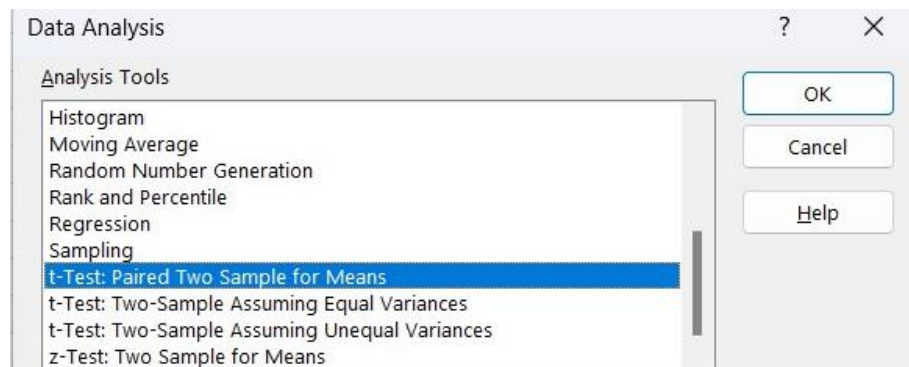 Data Analysis ? ×
Analysis Tools
OK
Cancel
Help
Histogram
Moving Average
Random Number Generation
Rank and Percentile
Regression
Sampling
t-Test: Paired Two Sample for Means
t-Test: Two-Sample Assuming Equal Variances
t-Test: Two-Sample Assuming Unequal Variances
z-Test: Two Sample for Means